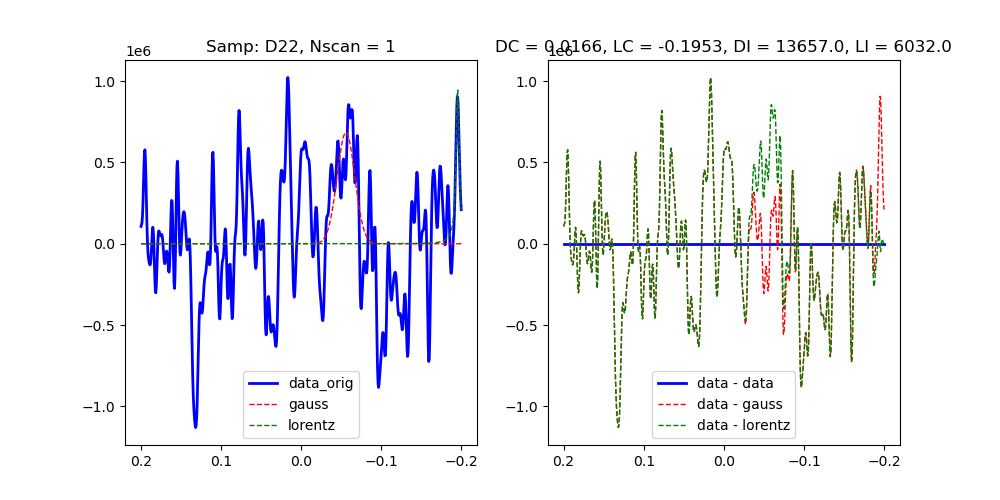 Samp: D22, Nscan = 1
1e6
1.0
0.5
0.0
−0.5
−1.0
0.2
0.1
0.0
−0.1
−0.2
data_orig
gauss
lorentz
DC = 0.0166, LC = -0.1953, DI = 13657.0, LI = 6032.0
1e6
1.0
0.5
0.0
−0.5
−1.0
0.2
0.1
0.0
−0.1
−0.2
data - data
data - gauss
data - lorentz